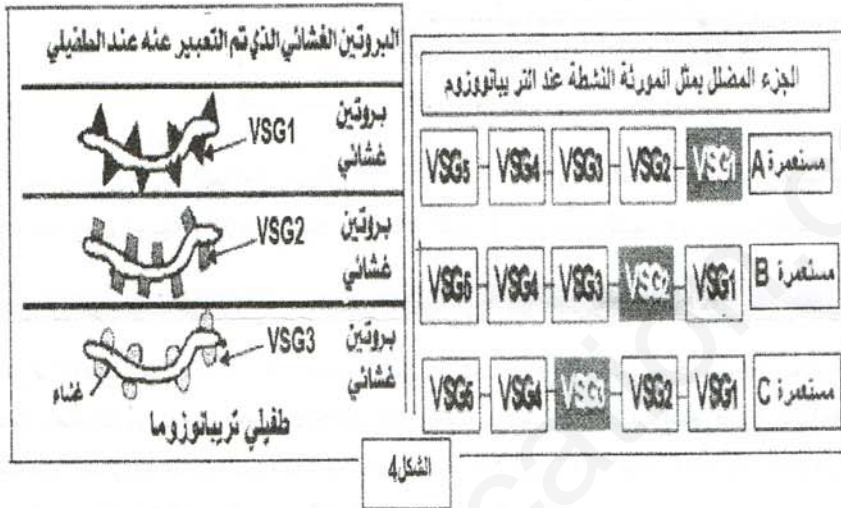 الجزء المضلل يمثل المورثة النشطة عند التريبانوزوم
مستعمرة A VSG1 VSG2 VSG3 VSG4 VSG5
مستعمرة B VSG1 VSG2 VSG3 VSG4 VSG5
مستعمرة C VSG1 VSG2 VSG3 VSG4 VSG5
البروتين الغشائي الذي تم التعبير عنه عند الطفيلي
بروتين غشائي VSG1
بروتين غشائي VSG2
بروتين غشائي VSG3
غشاء
طفيلي تريبانوزوما
الشكل4